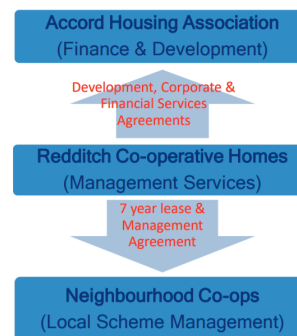 Accord Housing Association
(Finance & Development)
Development, Corporate &
Financial Services
Agreements
Redditch Co-operative Homes
(Management Services)
7 year lease &
Management
Agreement
Neighbourhood Co-ops
(Local Scheme Management)